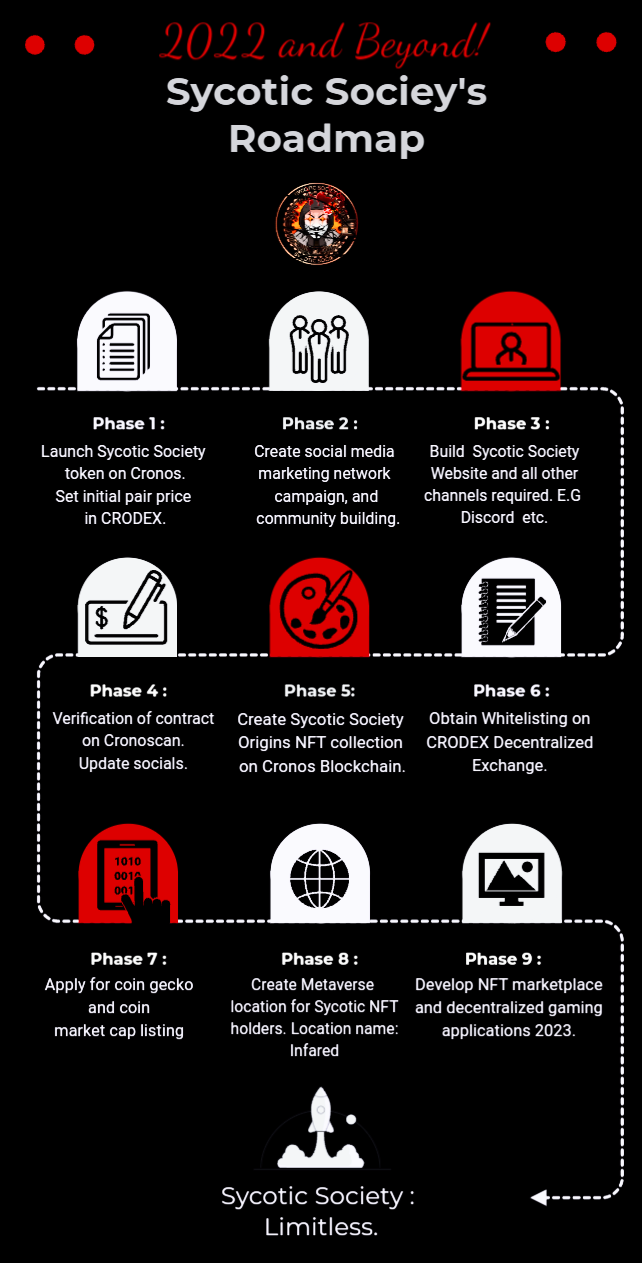 2022 and Beyond!
Sycotic Sociey's
Roadmap
Phase 1 :
Launch Sycotic Society
token on Cronos.
Set initial pair price
in CRODEX.
Phase 2 :
Create social media
marketing network
campaign, and
community building.
Phase 3 :
Build Sycotic Society
Website and all other
channels required. E.G
Discord etc.
$
Phase 4 :
Verification of contract
on Cronoscan.
Update socials.
Phase 5:
Create Sycotic Society
Origins NFT collection
on Cronos Blockchain.
Phase 6 :
Obtain Whitelisting on
CRODEX Decentralized
Exchange.
1010
0010
001
Phase 7 :
Apply for coin gecko
and coin
market cap listing
Phase 8 :
Create Metaverse
location for Sycotic NFT
holders. Location name:
Infared
Phase 9 :
Develop NFT marketplace
and decentralized gaming
applications 2023.
Sycotic Society :
Limitless.